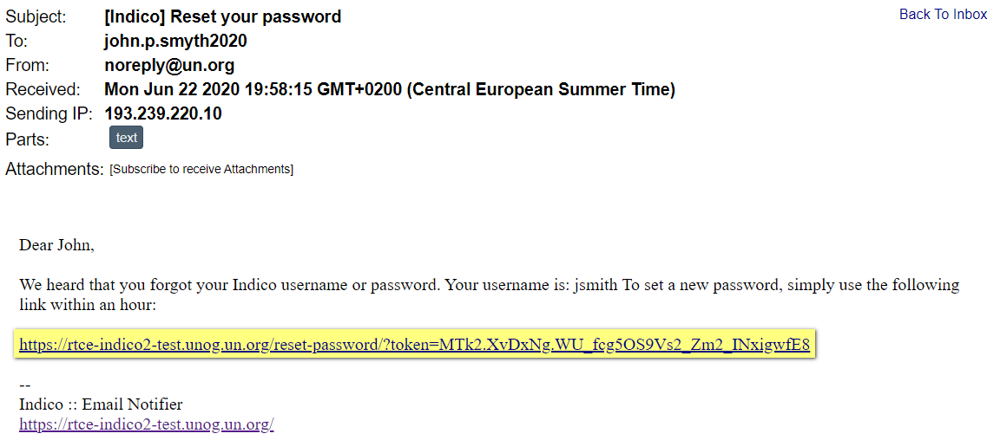 Subject: [Indico] Reset your password
Back To Inbox
To: john.p.smyth2020
From: noreply@un.org
Received: Mon Jun 22 2020 19:58:15 GMT+0200 (Central European Summer Time)
Sending IP: 193.239.220.10
Parts: text
Attachments: [Subscribe to receive Attachments]
Dear John,
We heard that you forgot your Indico username or password. Your username is: jsmith To set a new password, simply use the following
link within an hour:
https://rtce-indico2-test.unog.un.org/reset-password/?token=MTk2.XvDxNg.WU_fcg5OS9Vs2_Zm2_INxigwfE8
--
Indico :: Email Notifier
https://rtce-indico2-test.unog.un.org/